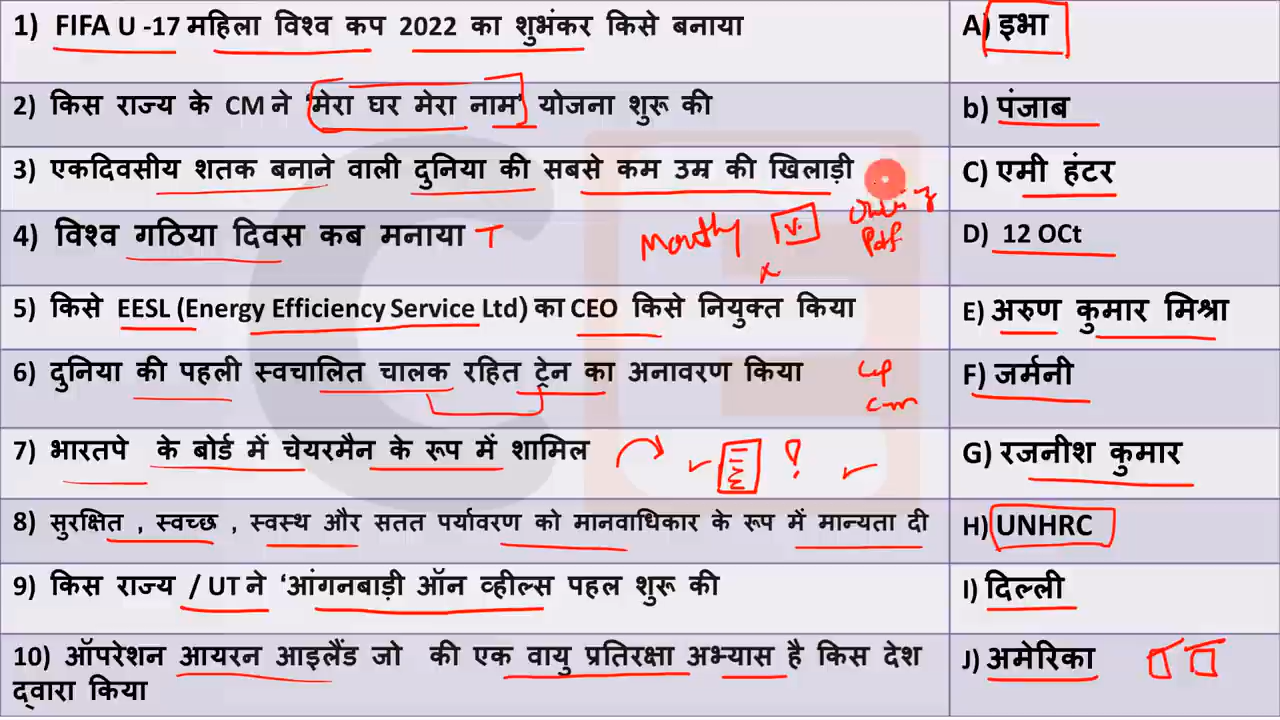 1) FIFA U -17 महिला विश्व कप 2022 का शुभंकर किसे बनाया
A) इभा
2) किस राज्य के CM ने 'मेरा घर मेरा नाम' योजना शुरू की
b) पंजाब
3) एकदिवसीय शतक बनाने वाली दुनिया की सबसे कम उम्र की खिलाड़ी
C) एमी हंटर
4) विश्व गठिया दिवस कब मनाया T
Monthly
Pdf
D) 12 OCt
5) किसे EESL (Energy Efficiency Service Ltd) का CEO किसे नियुक्त किया
E) अरुण कुमार मिश्रा
6) दुनिया की पहली स्वचालित चालक रहित ट्रेन का अनावरण किया
F) जर्मनी
7) भारतपे के बोर्ड में चेयरमैन के रूप में शामिल
G) रजनीश कुमार
8) सुरक्षित , स्वच्छ , स्वस्थ और सतत पर्यावरण को मानवाधिकार के रूप में मान्यता दी
H) UNHRC
9) किस राज्य / UT ने 'आंगनबाड़ी ऑन व्हील्स पहल शुरू की
I) दिल्ली
10) ऑपरेशन आयरन आइलैंड जो की एक वायु प्रतिरक्षा अभ्यास है किस देश
द्वारा किया
J) अमेरिका